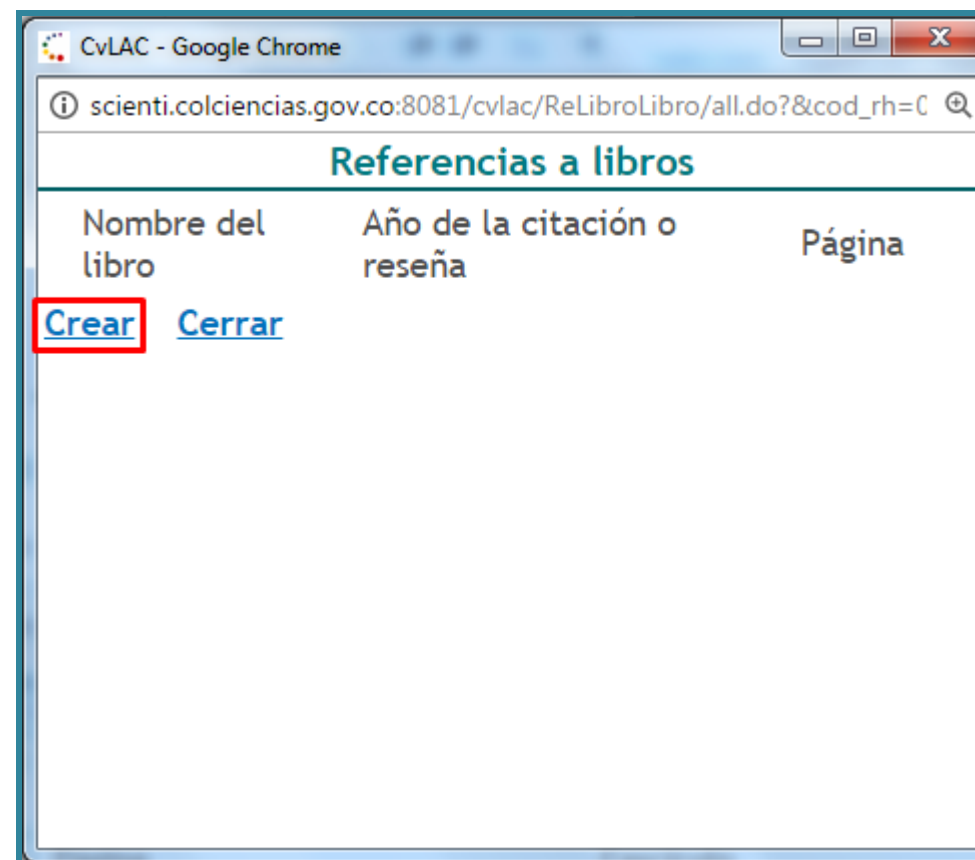 CvLAC - Google Chrome
scienti.colciencias.gov.co:8081/cvlac/ReLibroLibro/all.do?&cod_rh=0
Referencias a libros
Nombre del libro
Año de la citación o reseña
Página
Crear Cerrar